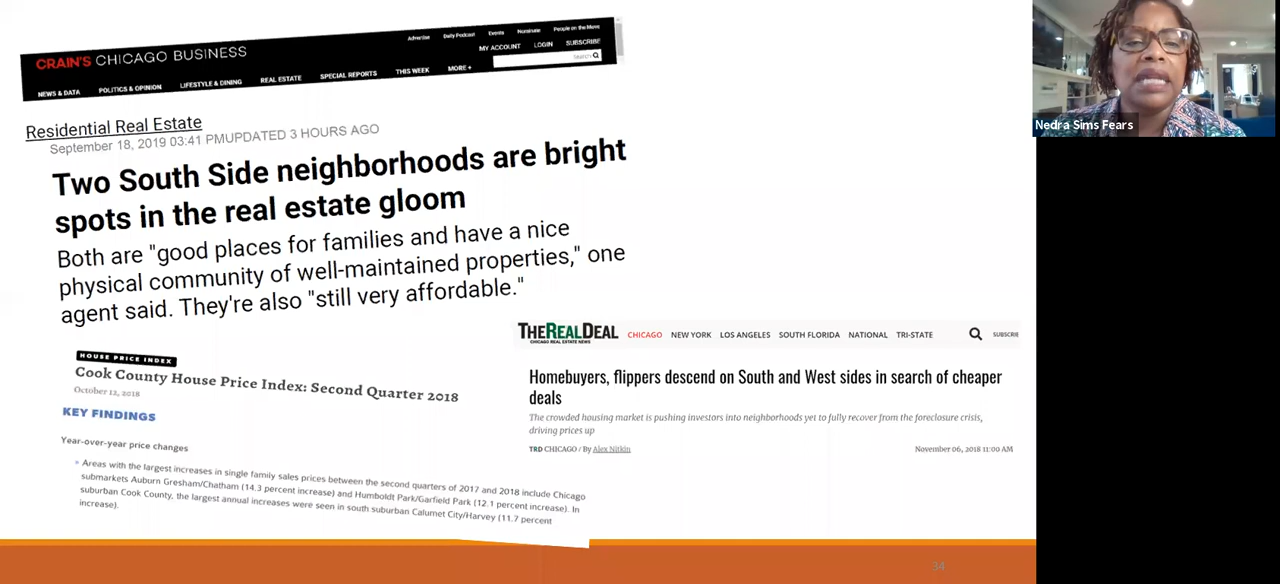 CRAIN'S CHICAGO BUSINESS
Advertise Daily Podcast Events Nominate People on the Move
MY ACCOUNT LOGIN SUBSCRIBE
Search
NEWS & DATA POLITICS & OPINION LIFESTYLE & DINING REAL ESTATE SPECIAL REPORTS THIS WEEK MORE +
Residential Real Estate
September 18, 2019 03:41 PMUPDATED 3 HOURS AGO
Two South Side neighborhoods are bright
spots in the real estate gloom
Both are "good places for families and have a nice
physical community of well-maintained properties," one
agent said. They're also "still very affordable."
HOUSE PRICE INDEX
Cook County House Price Index: Second Quarter 2018
October 12, 2018
KEY FINDINGS
Year-over-year price changes
» Areas with the largest increases in single family sales prices between the second quarters of 2017 and 2018 include Chicago
submarkets Auburn Gresham/Chatham (14.3 percent increase) and Humboldt Park/Garfield Park (12.1 percent increase). In
suburban Cook County, the largest annual increases were seen in south suburban Calumet City/Harvey (11.7 percent
increase).
THE REAL DEAL CHICAGO NEW YORK LOS ANGELES SOUTH FLORIDA NATIONAL TRI-STATE SUBSCRIB
CHICAGO REAL ESTATE NEWS
Homebuyers, flippers descend on South and West sides in search of cheaper
deals
The crowded housing market is pushing investors into neighborhoods yet to fully recover from the foreclosure crisis,
driving prices up
TRD CHICAGO / By Alex Nitkin November 06, 2018 11:00 AM
34
Nedra Sims Fears